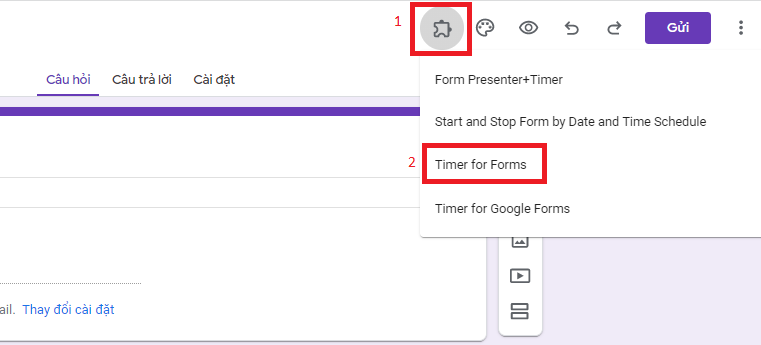 1
Gửi
Câu hỏi Câu trả lời Cài đặt
Form Presenter+Timer
Start and Stop Form by Date and Time Schedule
2
Timer for Forms
Timer for Google Forms
ail. Thay đổi cài đặt